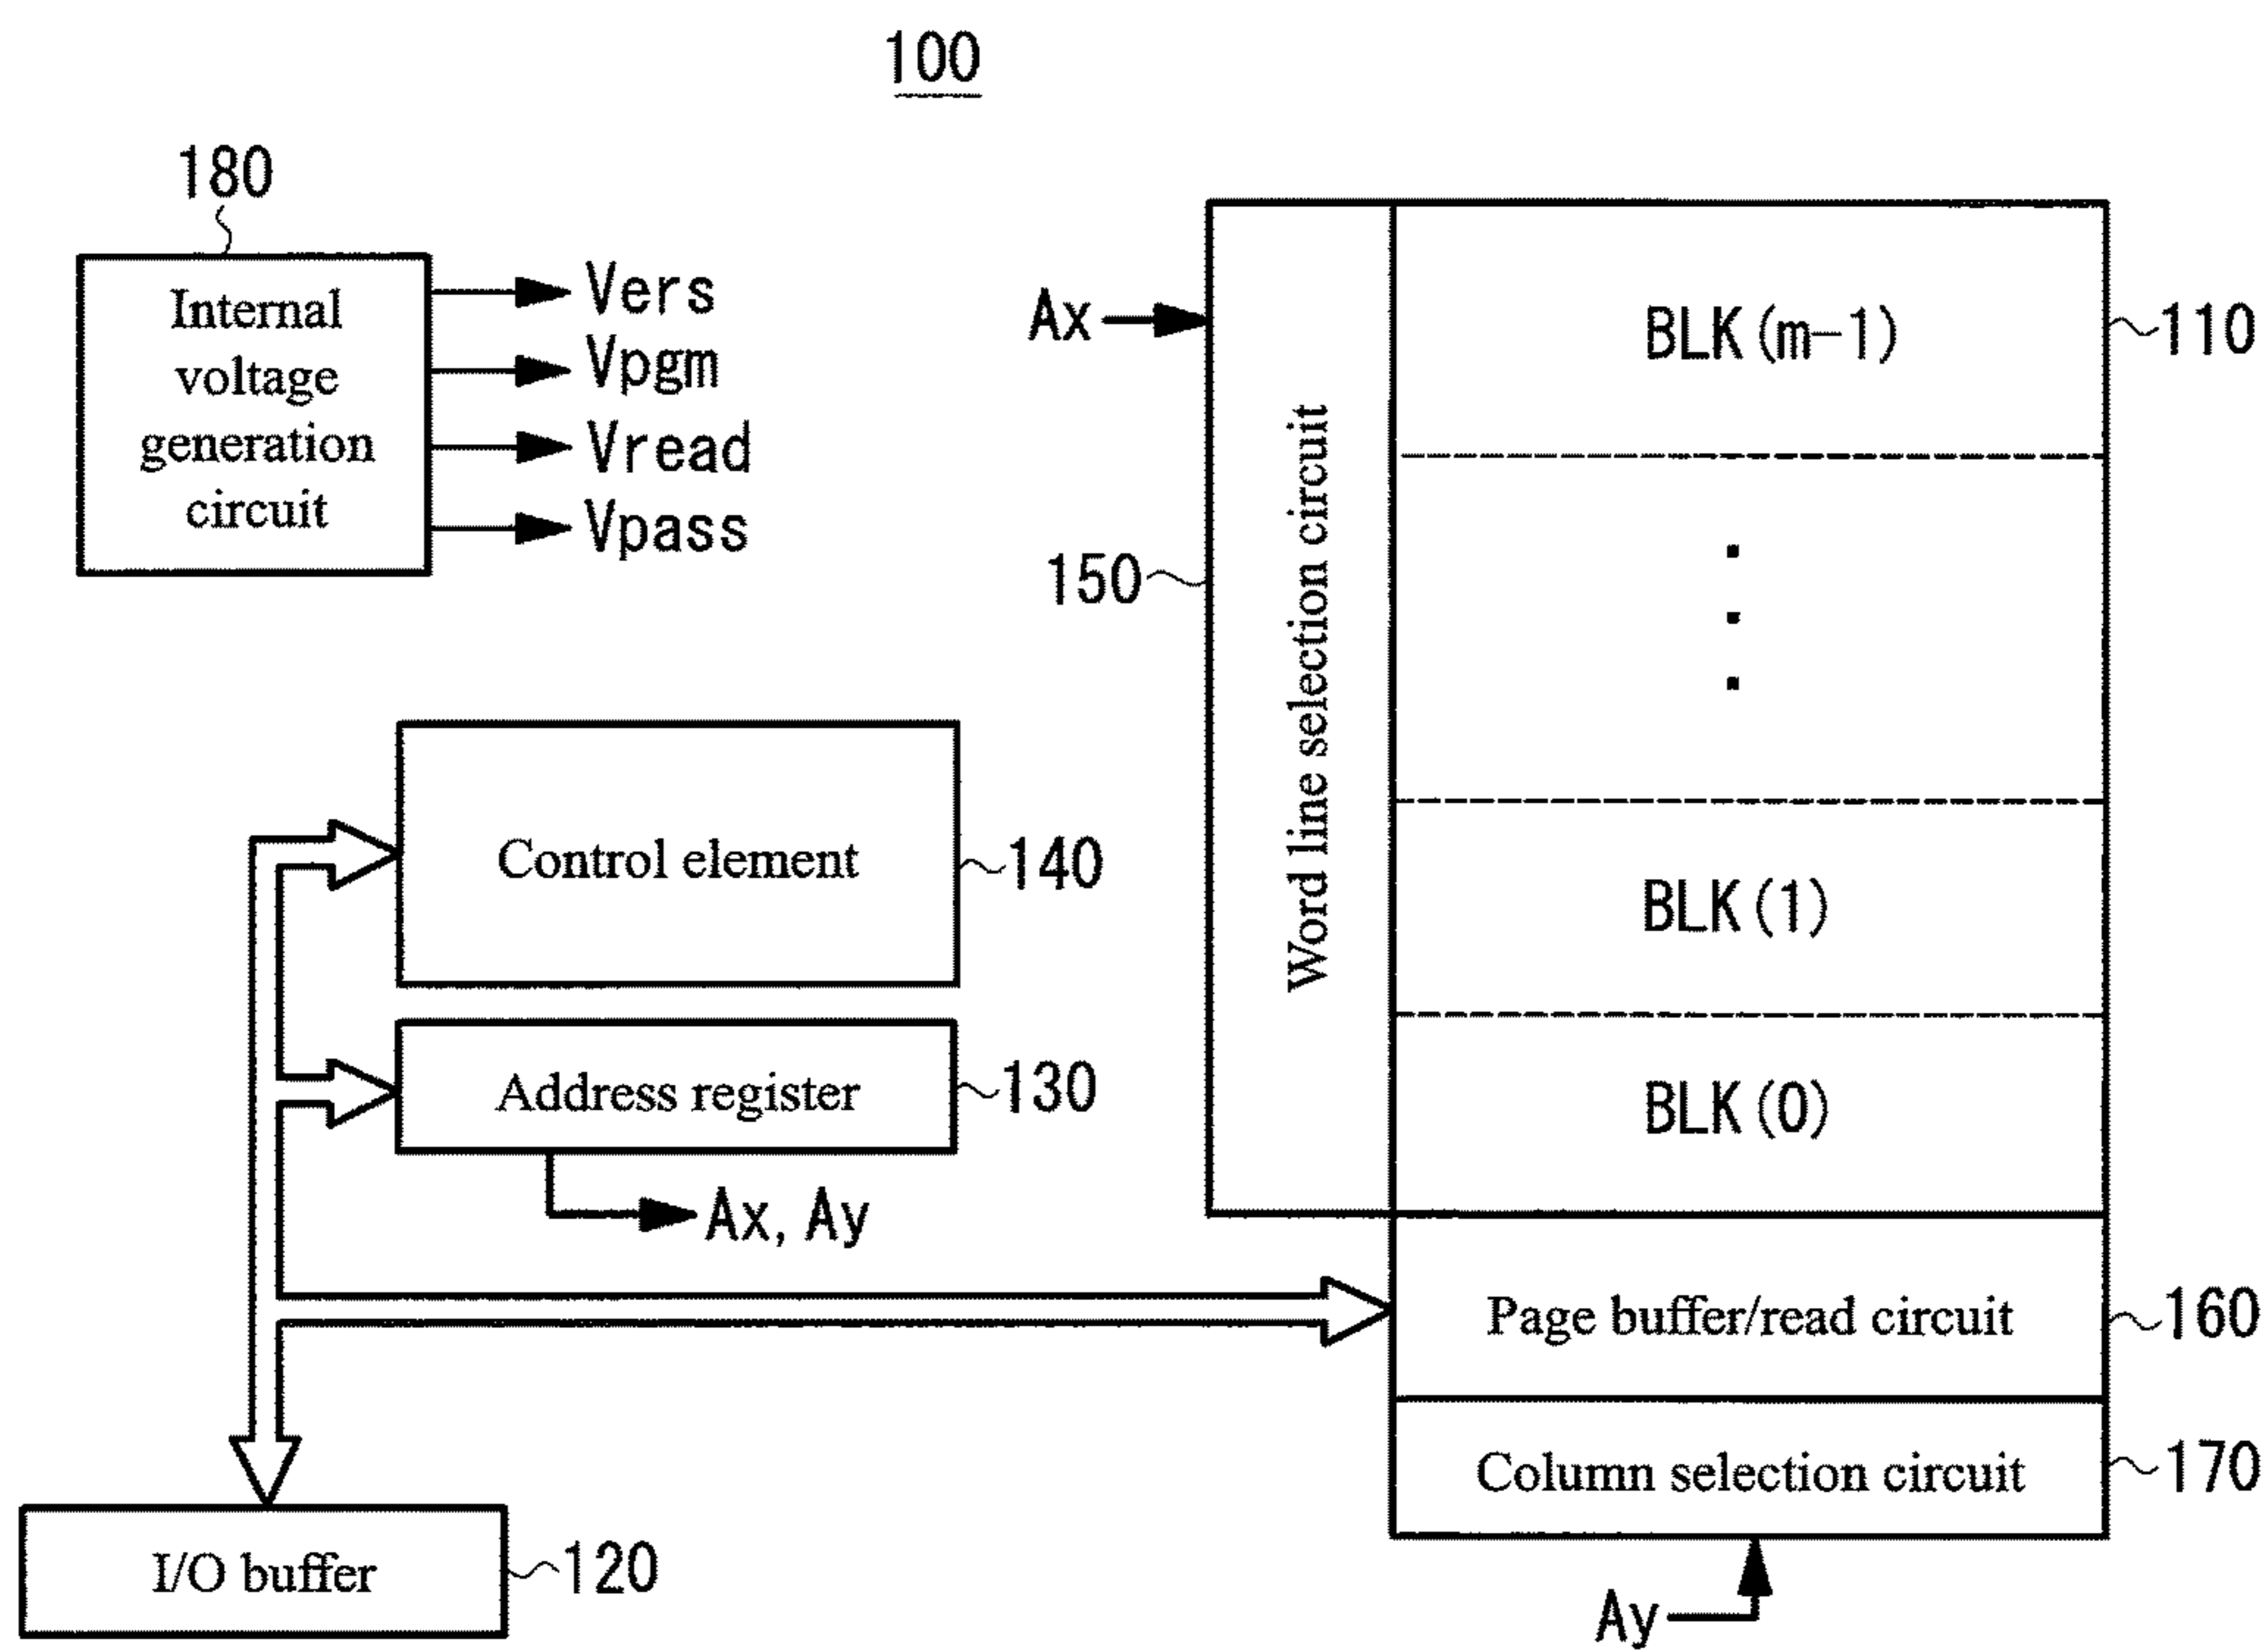 100
180
Internal
voltage
generation
circuit
Vers
Vpgm
Vread
Vpass
Ax
150
Word line selection circuit
BLK(m-1)
110
BLK(1)
BLK(0)
Control element
140
Address register
130
Ax, Ay
Page buffer/read circuit
160
Column selection circuit
170
I/O buffer
120
Ay